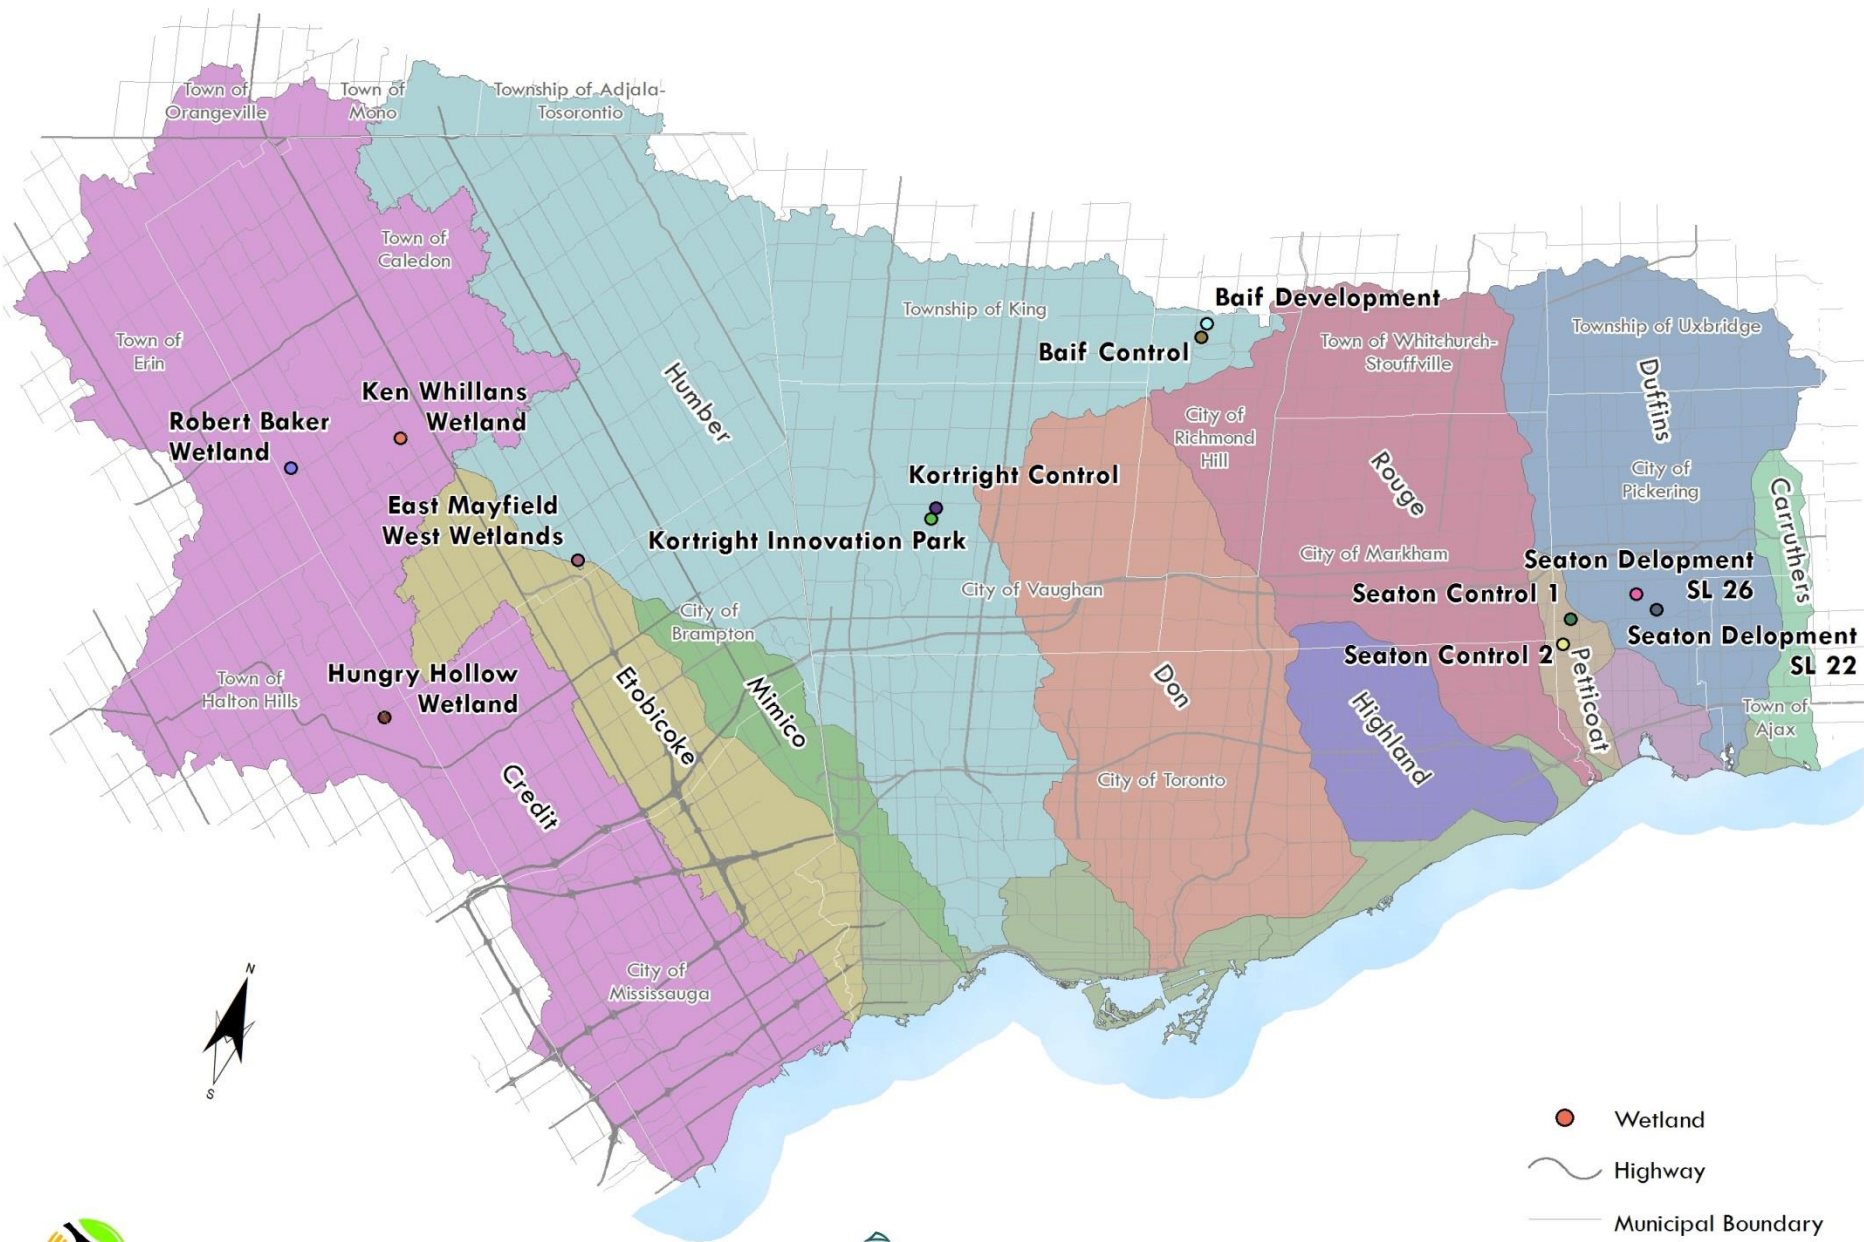 Town of
Orangeville
Town of
Mono
Township of Adjala-
Tosorontio
Town of
Caledon
Town of
Erin
Township of King
Baif Development
Baif Control
Town of Whitchurch-
Stouffville
Township of Uxbridge
Duffins
Humber
Ken Whillans
Wetland
Robert Baker
Wetland
City of
Richmond
Hill
Rouge
City of
Pickering
Carruthers
Kortright Control
East Mayfield
West Wetlands
Kortright Innovation Park
City of Vaughan
City of Markham
Seaton Delopment
SL 26
Seaton Control 1
City of
Brampton
Seaton Delopment
SL 22
Seaton Control 2
Petticoat
Town of
Halton Hills
Hungry Hollow
Wetland
Etobicoke
Mimico
Don
Highland
Town of
Ajax
Credit
City of Toronto
City of
Mississauga
N
S
Wetland
Highway
Municipal Boundary